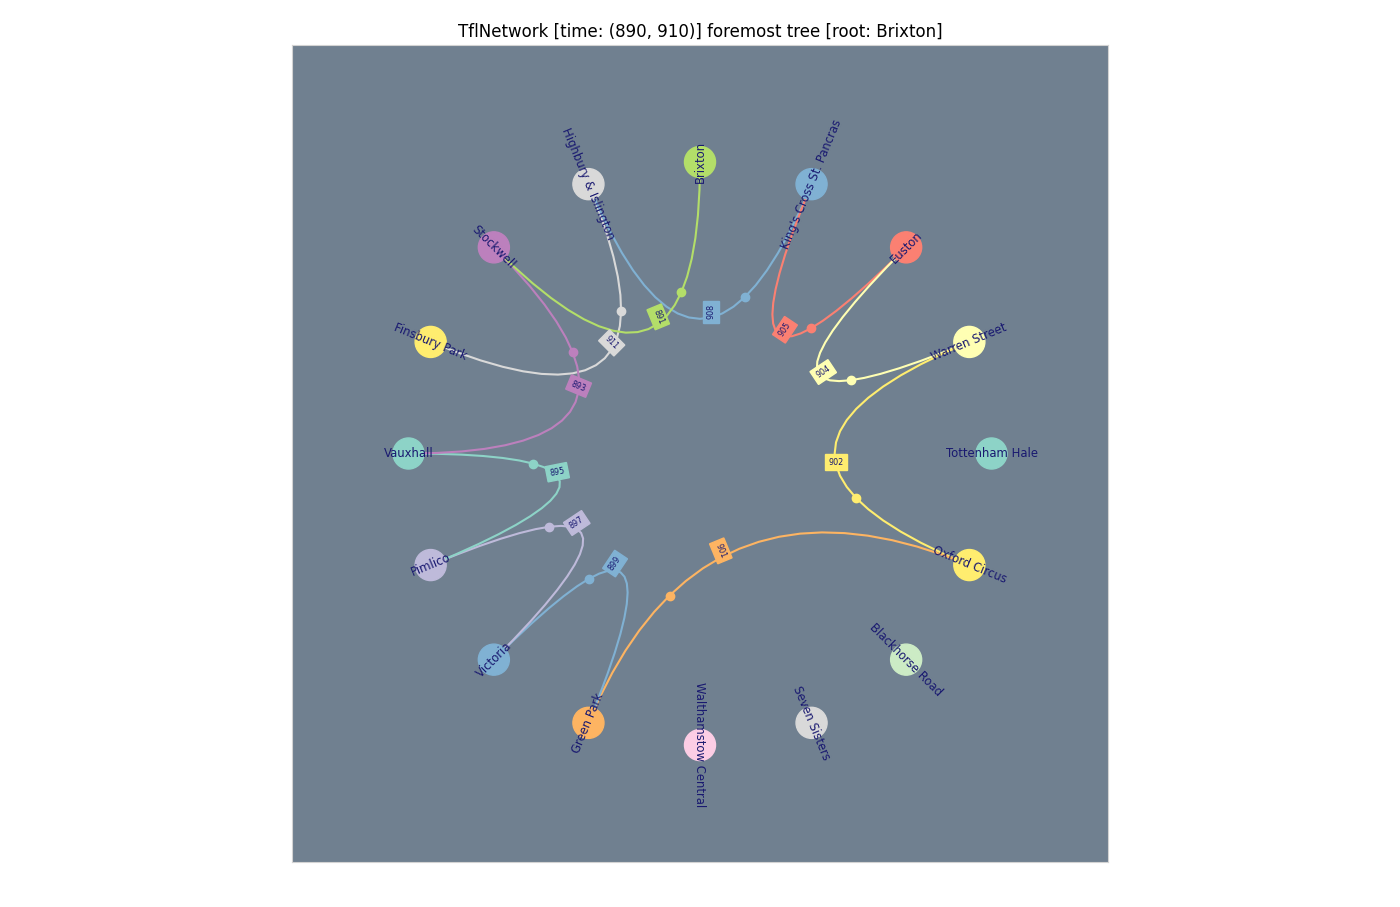 TflNetwork [time: (890, 910)] foremost tree [root: Brixton]
Highbury & Islington
Brixton
King's Cross St. Pancras
Stockwell
Euston
891
908
905
911
Finsbury Park
Warren Street
904
893
Vauxhall
Tottenham Hale
902
895
897
901
899
Pimlico
Oxford Circus
Victoria
Blackhorse Road
Green Park
Walthamstow Central
Seven Sisters